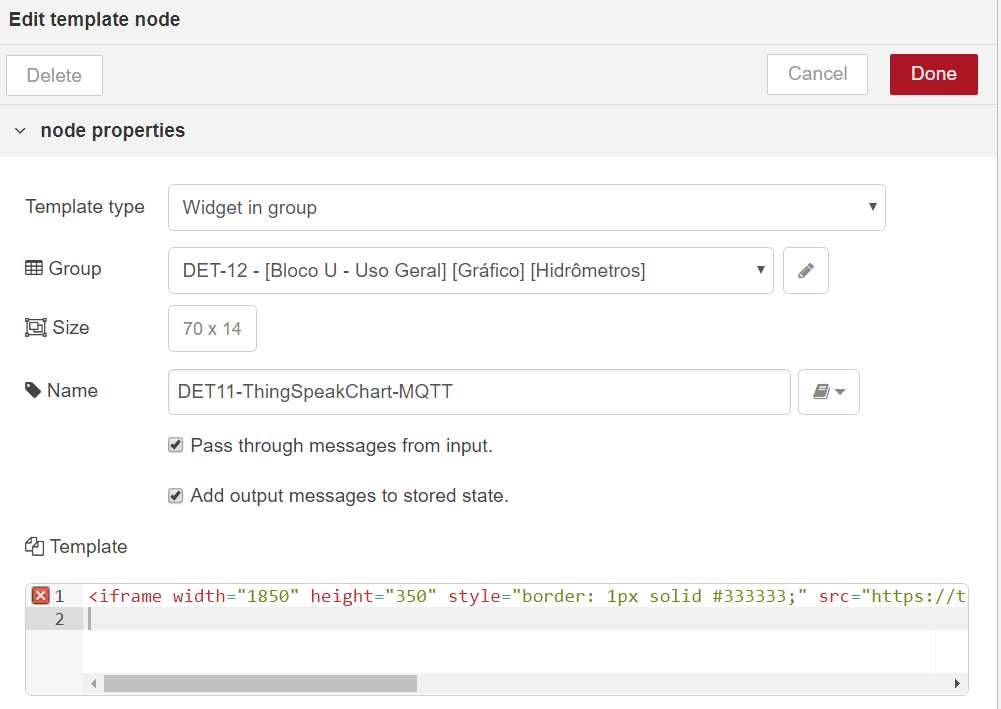 Edit template node
Delete Cancel Done
node properties
Template type Widget in group
Group DET-12 - [Bloco U - Uso Geral] [Gráfico] [Hidrômetros]
Size 70 x 14
Name DET11-ThingSpeakChart-MQTT
Pass through messages from input.
Add output messages to stored state.
Template
1 <iframe width="1850" height="350" style="border: 1px solid #333333;" src="https://t
2